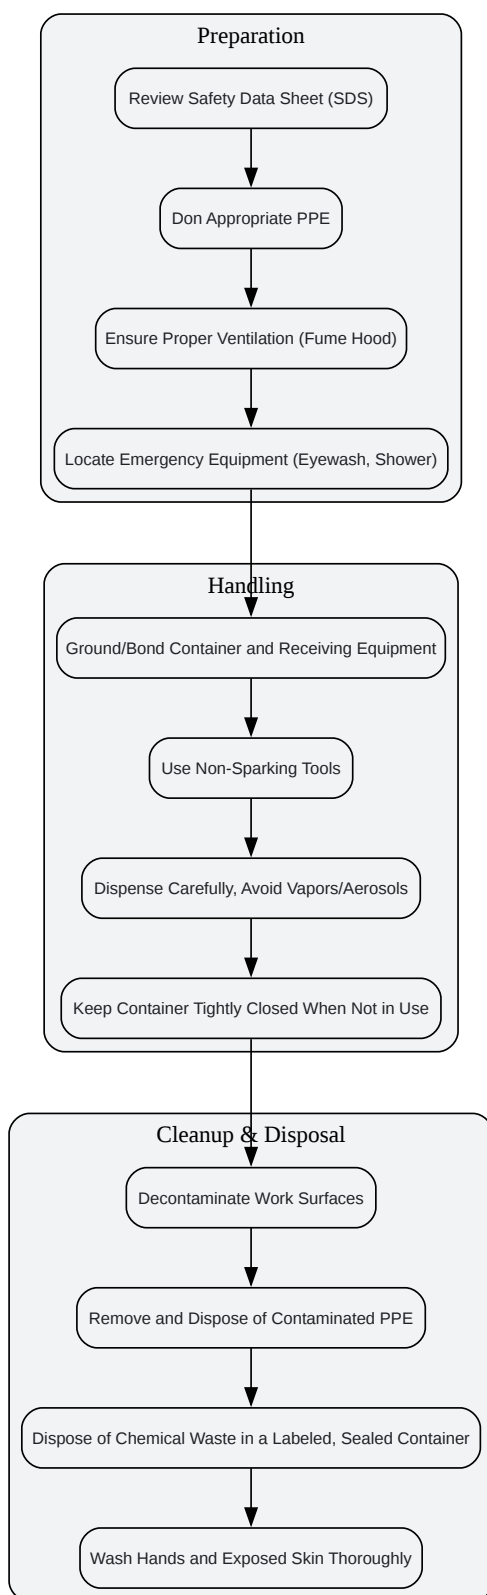 Preparation
Review Safety Data Sheet (SDS)
Don Appropriate PPE
Ensure Proper Ventilation (Fume Hood)
Locate Emergency Equipment (Eyewash, Shower)
Handling
Ground/Bond Container and Receiving Equipment
Use Non-Sparking Tools
Dispense Carefully, Avoid Vapors/Aerosols
Keep Container Tightly Closed When Not in Use
Cleanup & Disposal
Decontaminate Work Surfaces
Remove and Dispose of Contaminated PPE
Dispose of Chemical Waste in a Labeled, Sealed Container
Wash Hands and Exposed Skin Thoroughly